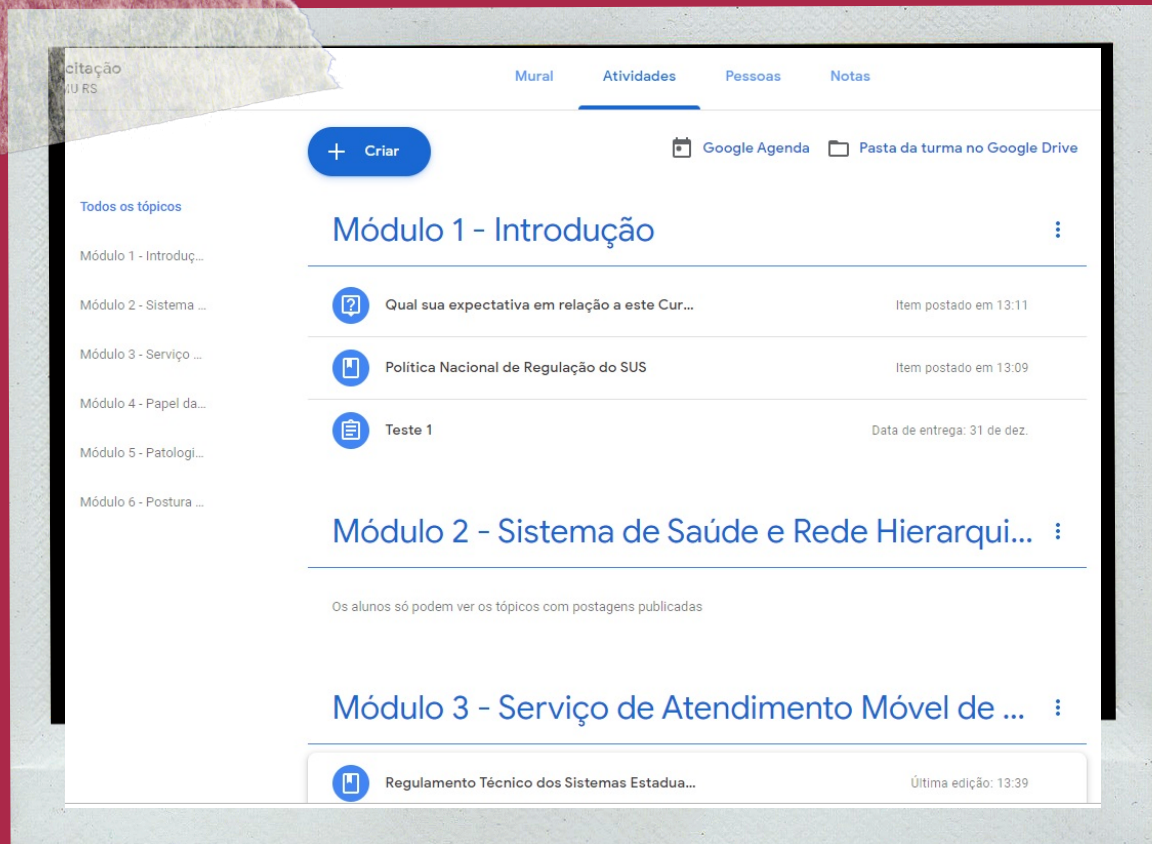 citação
Mural
Atividades
Pessoas
Notas
Criar
Google Agenda
Pasta da turma no Google Drive
Todos os tópicos
Módulo 1 - Introduç...
Módulo 2 - Sistema ...
Módulo 3 - Serviço ...
Módulo 4 - Papel da...
Módulo 5 - Patologi...
Módulo 6 - Postura ...
Módulo 1 - Introdução
Qual sua expectativa em relação a este Cur...
Item postado em 13:11
Política Nacional de Regulação do SUS
Item postado em 13:09
Teste 1
Data de entrega: 31 de dez.
Módulo 2 - Sistema de Saúde e Rede Hierarqui...
Os alunos só podem ver os tópicos com postagens publicadas
Módulo 3 - Serviço de Atendimento Móvel de ...
Regulamento Técnico dos Sistemas Estadua...
Última edição: 13:39